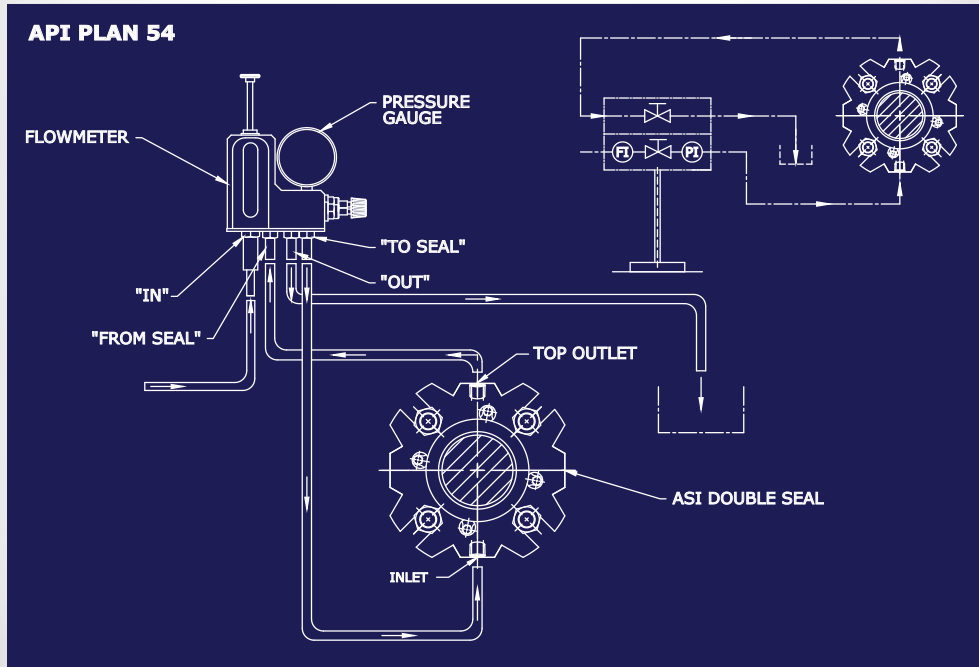 API PLAN 54
PRESSURE
GAUGE
FLOWMETER
FI
PI
"TO SEAL"
"OUT"
"IN"
"FROM SEAL"
TOP OUTLET
ASI DOUBLE SEAL
INLET